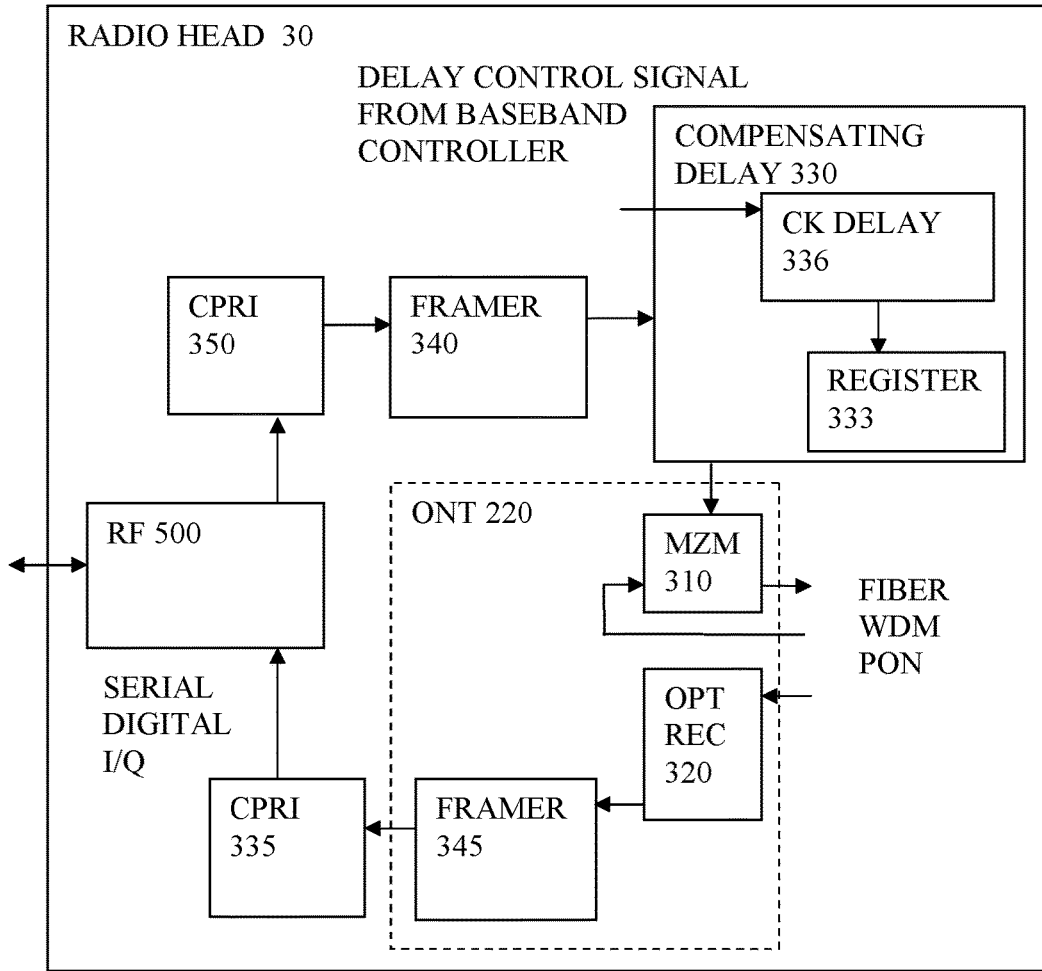 RADIO HEAD 30
DELAY CONTROL SIGNAL
FROM BASEBAND
CONTROLLER
COMPENSATING
DELAY 330
CK DELAY
336
REGISTER
333
CPRI
350
FRAMER
340
RF 500
ONT 220
MZM
310
FIBER
WDM
PON
OPT
REC
320
SERIAL
DIGITAL
I/Q
CPRI
335
FRAMER
345